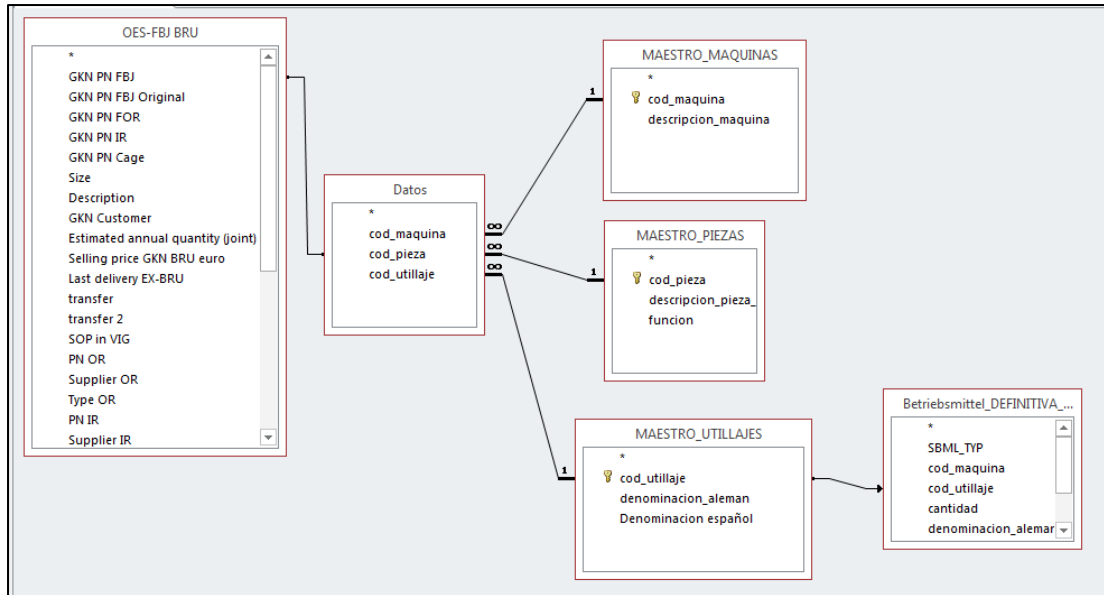 OES-FBJ BRU
*
GKN PN FBJ
GKN PN FBJ Original
GKN PN FOR
GKN PN IR
GKN PN Cage
Size
Description
GKN Customer
Estimated annual quantity (joint)
Selling price GKN BRU euro
Last delivery EX-BRU
transfer
transfer 2
SOP in VIG
PN OR
Supplier OR
Type OR
PN IR
Supplier IR
Datos
*
cod_maquina
cod_pieza
cod_utillaje
∞
∞
∞
MAESTRO_MAQUINAS
*
1
cod_maquina
descripcion_maquina
MAESTRO_PIEZAS
*
1
cod_pieza
descripcion_pieza_
funcion
MAESTRO_UTILLAJES
*
1
cod_utillaje
denominacion_aleman
Denominacion español
Betriebsmittel_DEFINITIVA_...
*
SBML_TYP
cod_maquina
cod_utillaje
cantidad
denominacion_aleman